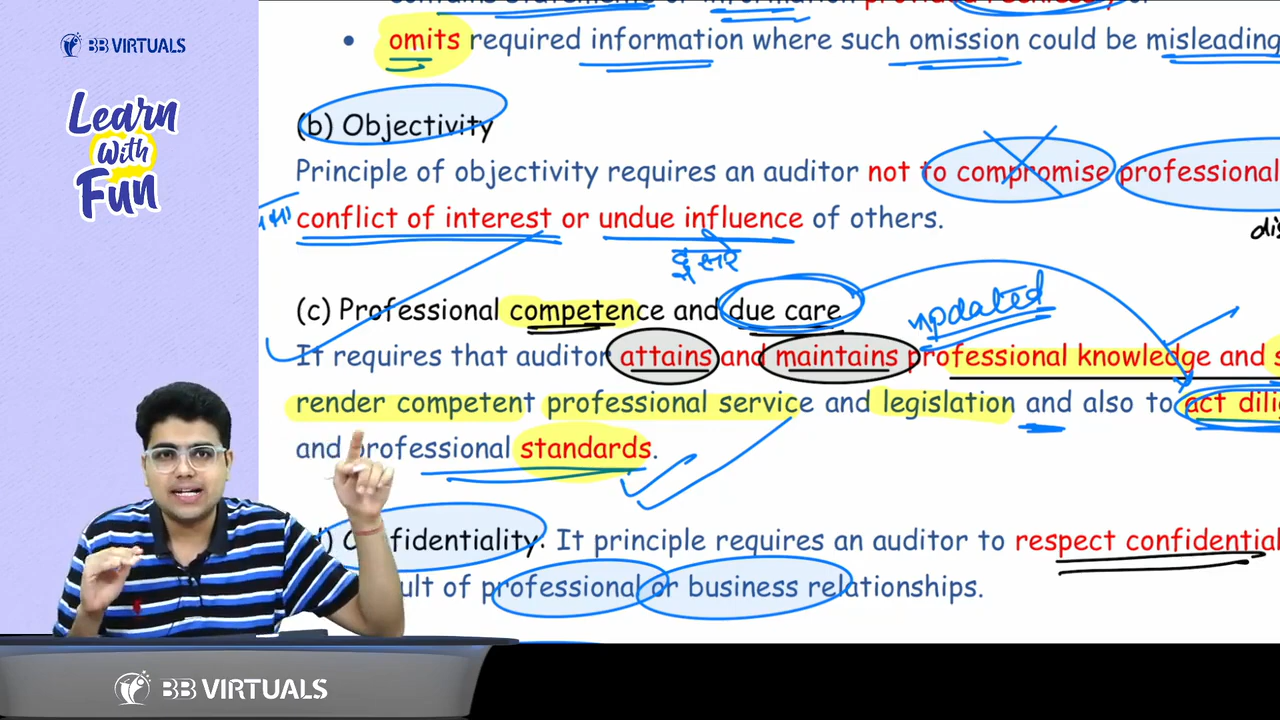 BB VIRTUALS
Learn
With
Fun
• omits required information where such omission could be misleading
(b) Objectivity
Principle of objectivity requires an auditor not to compromise professional
conflict of interest or undue influence of others.
दूसरे
(c) Professional competence and due care
updated
It requires that auditor attains and maintains professional knowledge and
render competent professional service and legislation and also to act dili
and professional standards.
Confidentiality: It principle requires an auditor to respect confidential
ult of professional or business relationships.
BB VIRTUALS